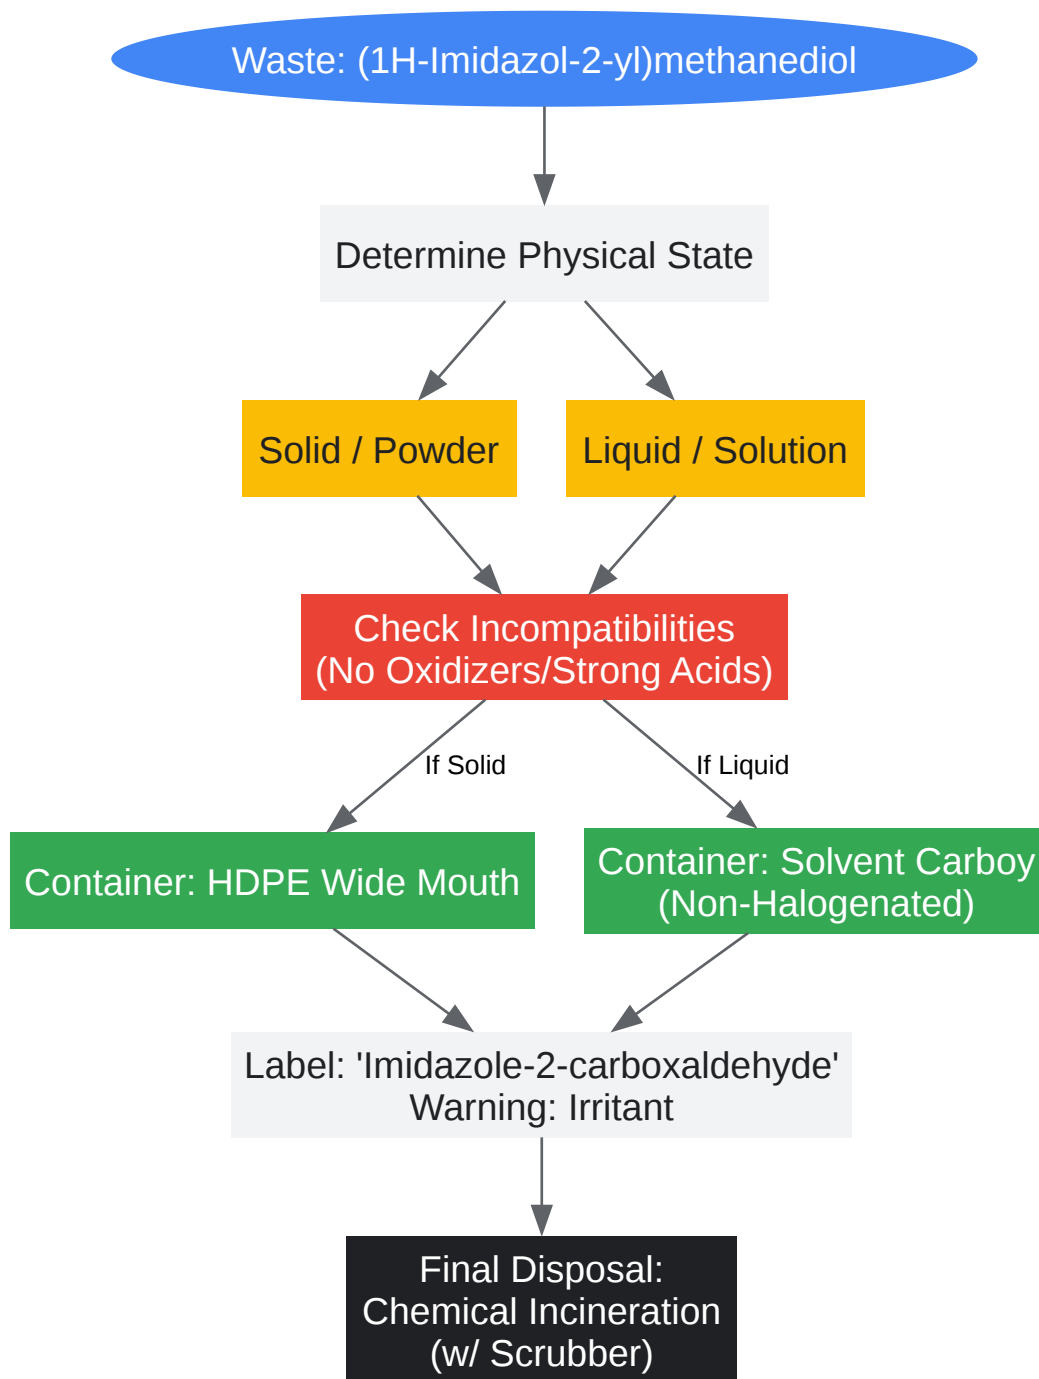 Waste: (1H-Imidazol-2-yl)methanediol
Determine Physical State
Solid / Powder
Liquid / Solution
Check Incompatibilities
(No Oxidizers/Strong Acids)
If Solid
If Liquid
Container: HDPE Wide Mouth
Container: Solvent Carboy
(Non-Halogenated)
Label: 'Imidazole-2-carboxaldehyde'
Warning: Irritant
Final Disposal:
Chemical Incineration
(w/ Scrubber)